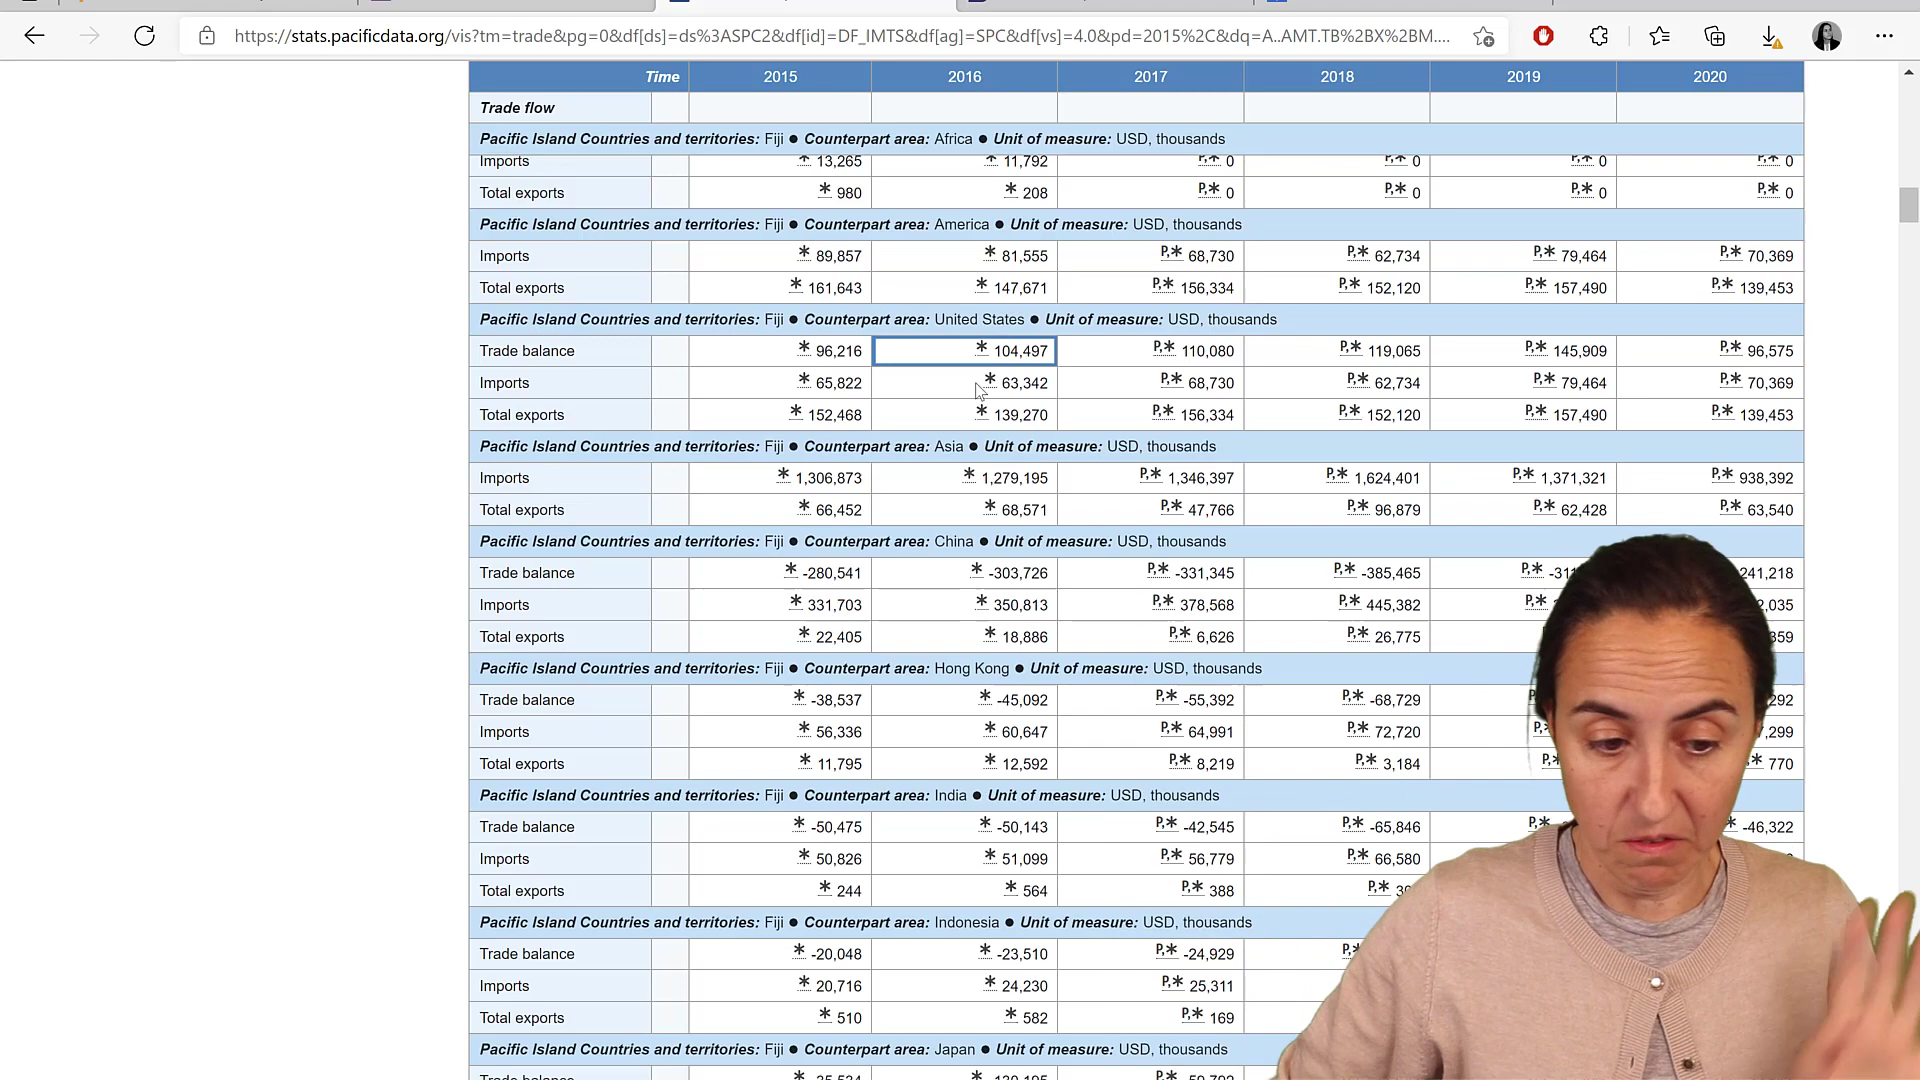 https://stats.pacificdata.org/vis?tm=trade&pg=0&df[ds]=ds%3ASPC2&df[id]=DF_IMTS&df[ag]=SPC&df[vs]=4.0&pd=2015%2C&dq=A..AMT.TB%2BX%2BM....
Time 2015 2016 2017 2018 2019 2020
Trade flow
Pacific Island Countries and territories: Fiji ● Counterpart area: Africa ● Unit of measure: USD, thousands
Imports * 13,265 * 11,792 P,* 0 P,* 0 P,* 0 P,* 0
Total exports * 980 * 208 P,* 0 P,* 0 P,* 0 P,* 0
Pacific Island Countries and territories: Fiji ● Counterpart area: America ● Unit of measure: USD, thousands
Imports * 89,857 * 81,555 P,* 68,730 P,* 62,734 P,* 79,464 P,* 70,369
Total exports * 161,643 * 147,671 P,* 156,334 P,* 152,120 P,* 157,490 P,* 139,453
Pacific Island Countries and territories: Fiji ● Counterpart area: United States ● Unit of measure: USD, thousands
Trade balance * 96,216 * 104,497 P,* 110,080 P,* 119,065 P,* 145,909 P,* 96,575
Imports * 65,822 * 63,342 P,* 68,730 P,* 62,734 P,* 79,464 P,* 70,369
Total exports * 152,468 * 139,270 P,* 156,334 P,* 152,120 P,* 157,490 P,* 139,453
Pacific Island Countries and territories: Fiji ● Counterpart area: Asia ● Unit of measure: USD, thousands
Imports * 1,306,873 * 1,279,195 P,* 1,346,397 P,* 1,624,401 P,* 1,371,321 P,* 938,392
Total exports * 66,452 * 68,571 P,* 47,766 P,* 96,879 P,* 62,428 P,* 63,540
Pacific Island Countries and territories: Fiji ● Counterpart area: China ● Unit of measure: USD, thousands
Trade balance * -280,541 * -303,726 P,* -331,345 P,* -385,465 P,* 241,218
Imports * 331,703 * 350,813 P,* 378,568 P,* 445,382 P,*
Total exports * 22,405 * 18,886 P,* 6,626 P,* 26,775
Pacific Island Countries and territories: Fiji ● Counterpart area: Hong Kong ● Unit of measure: USD, thousands
Trade balance * -38,537 * -45,092 P,* -55,392 P,* -68,729
Imports * 56,336 * 60,647 P,* 64,991 P,* 72,720
Total exports * 11,795 * 12,592 P,* 8,219 P,* 3,184 * 770
Pacific Island Countries and territories: Fiji ● Counterpart area: India ● Unit of measure: USD, thousands
Trade balance * -50,475 * -50,143 P,* -42,545 P,* -65,846 * -46,322
Imports * 50,826 * 51,099 P,* 56,779 P,* 66,580
Total exports * 244 * 564 P,* 388 P,*
Pacific Island Countries and territories: Fiji ● Counterpart area: Indonesia ● Unit of measure: USD, thousands
Trade balance * -20,048 * -23,510 P,* -24,929
Imports * 20,716 * 24,230 P,* 25,311
Total exports * 510 * 582 P,* 169
Pacific Island Countries and territories: Fiji ● Counterpart area: Japan ● Unit of measure: USD, thousands